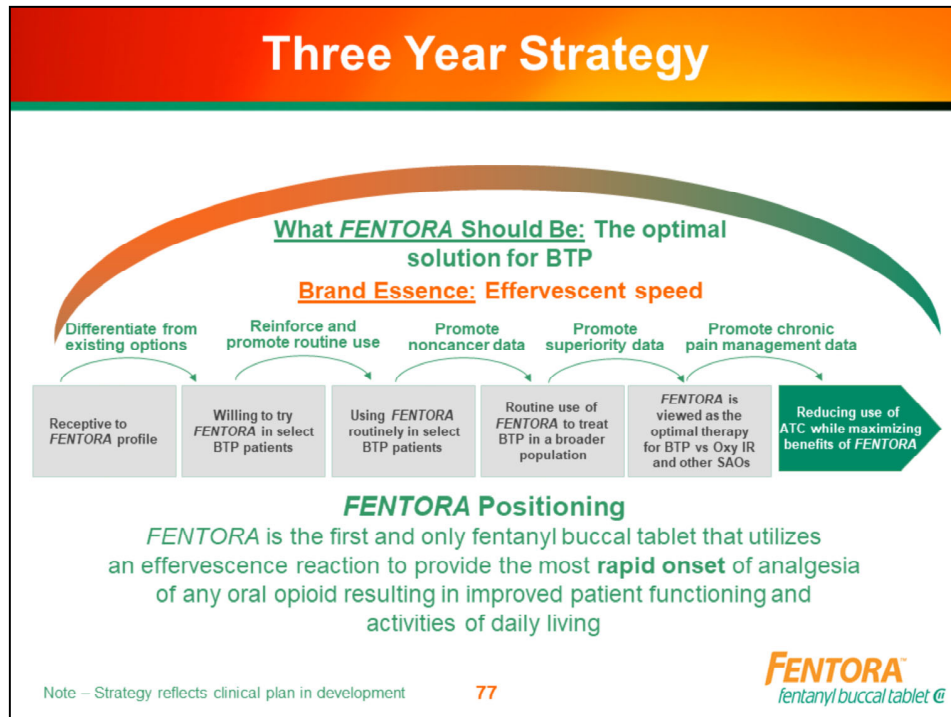 Three Year Strategy
What FENTORA Should Be: The optimal
solution for BTP
Brand Essence: Effervescent speed
Differentiate from
existing options
Reinforce and
promote routine use
Promote
noncancer data
Promote
superiority data
Promote chronic
pain management data
Receptive to
FENTORA profile
Willing to try
FENTORA in select
BTP patients
Using FENTORA
routinely in select
BTP patients
Routine use of
FENTORA to treat
BTP in a broader
population
FENTORA is
viewed as the
optimal therapy
for BTP vs Oxy IR
and other SAOs
Reducing use of
ATC while maximizing
benefits of FENTORA
FENTORA Positioning
FENTORA is the first and only fentanyl buccal tablet that utilizes
an effervescence reaction to provide the most rapid onset of analgesia
of any oral opioid resulting in improved patient functioning and
activities of daily living
Note – Strategy reflects clinical plan in development
77
FENTORA™
fentanyl buccal tablet CII